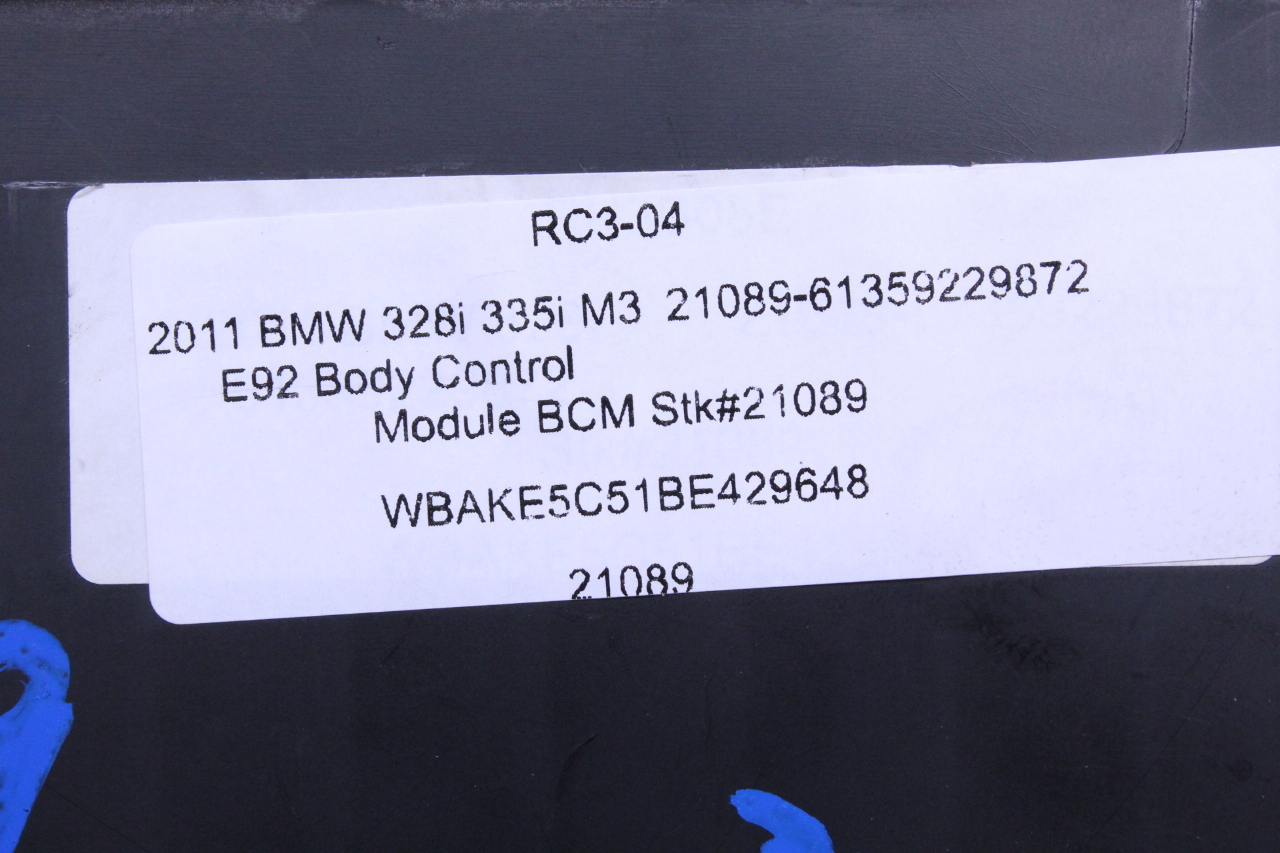 RC3-04
2011 BMW 328i 335i M3 21089-61359229872
E92 Body Control
Module BCM Stk#21089
WBAKE5C51BE429648
21089